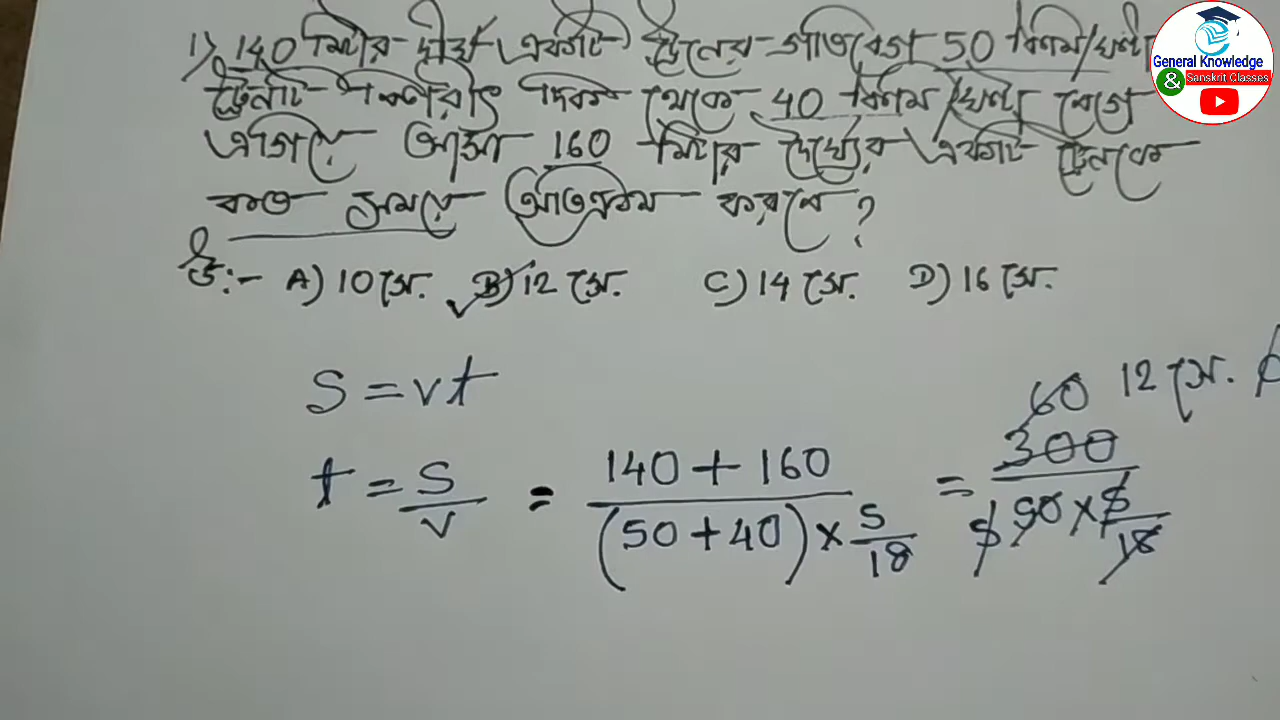 1) 140 মিটার দীর্ঘ একটি ট্রেনের গতিবেগ 50 কিমি/ঘন্টা
ট্রেনটি বিপরীত দিক থেকে 40 কিমি/ঘন্টা বেগে
এগিয়ে আসা 160 মিটার দৈর্ঘ্যের একটি ট্রেনকে
কত সময়ে অতিক্রম করবে ?
উ:- A) 10 সে. B) 12 সে. C) 14 সে. D) 16 সে.
S = vt
t = S/v = 140 + 160 / (50 + 40) × 5/18 = 300 / 90 × 5/18
60 12 সে.
5
General Knowledge
& Sanskrit Classes